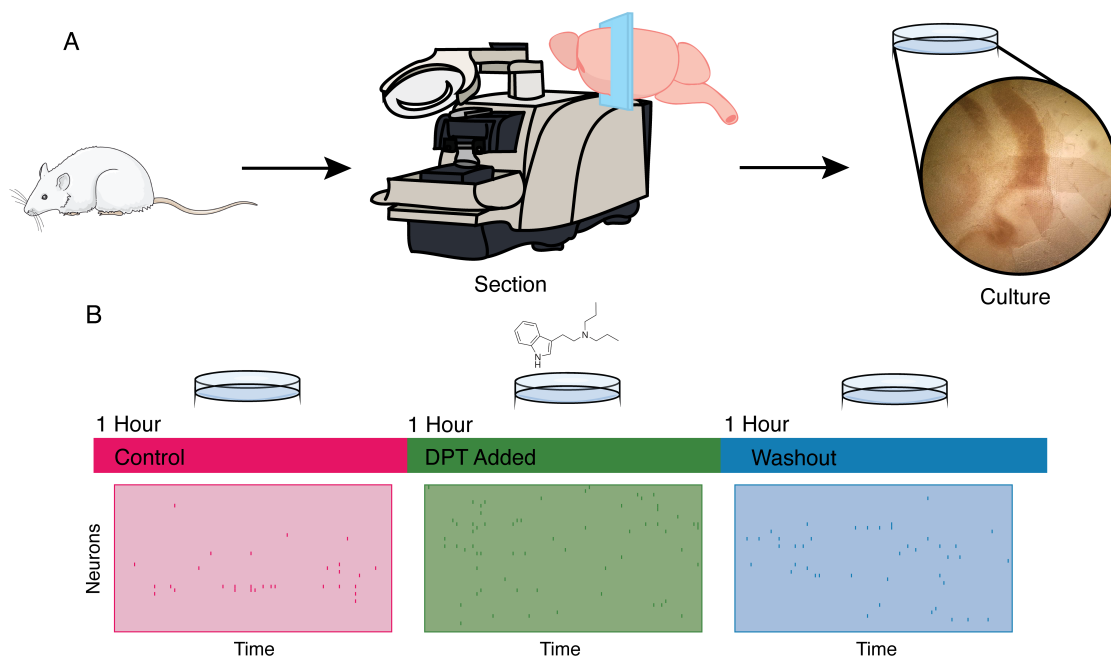 A
Section
Culture
B
N
N
H
1 Hour
1 Hour
1 Hour
Control
DPT Added
Washout
Neurons
Time
Time
Time